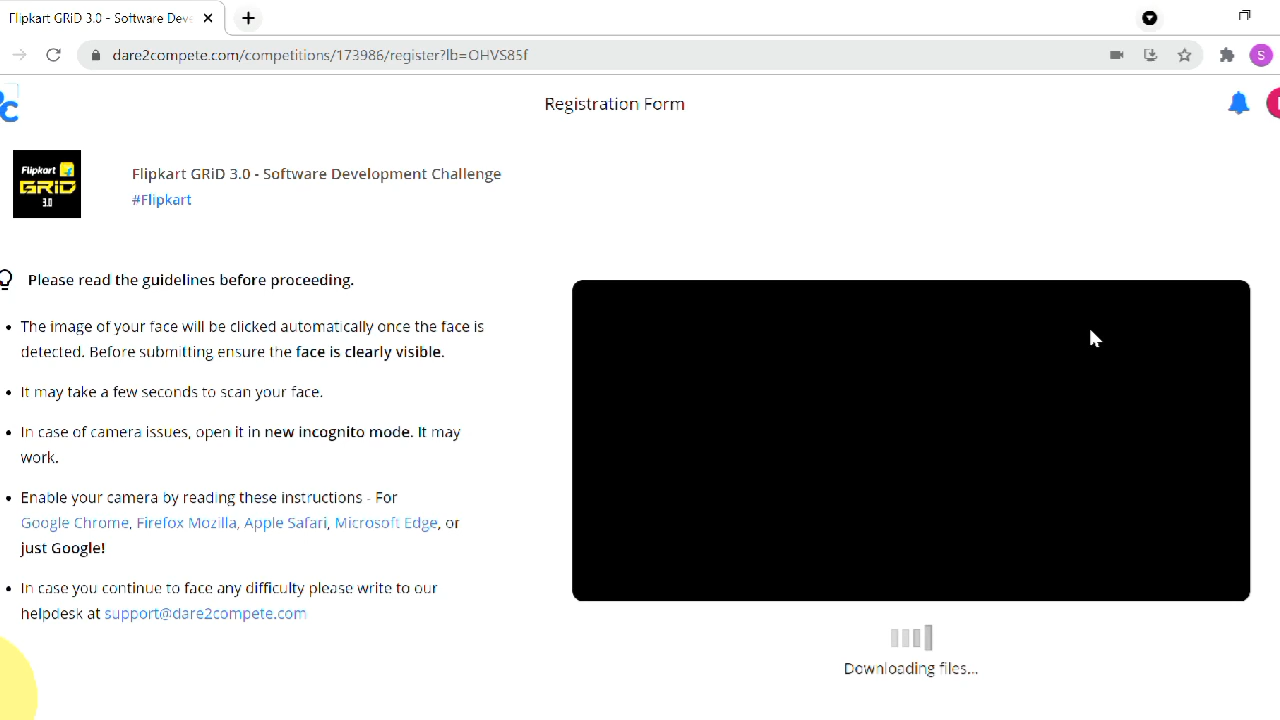 Flipkart GRiD 3.0 - Software Deve
dare2compete.com/competitions/173986/register?lb=OHVS85f
S
C
Registration Form
Flipkart
GRiD
3.0
Flipkart GRiD 3.0 - Software Development Challenge
#Flipkart
Please read the guidelines before proceeding.
• The image of your face will be clicked automatically once the face is
detected. Before submitting ensure the face is clearly visible.
• It may take a few seconds to scan your face.
• In case of camera issues, open it in new incognito mode. It may
work.
• Enable your camera by reading these instructions - For
Google Chrome, Firefox Mozilla, Apple Safari, Microsoft Edge, or
just Google!
• In case you continue to face any difficulty please write to our
helpdesk at support@dare2compete.com
Downloading files...